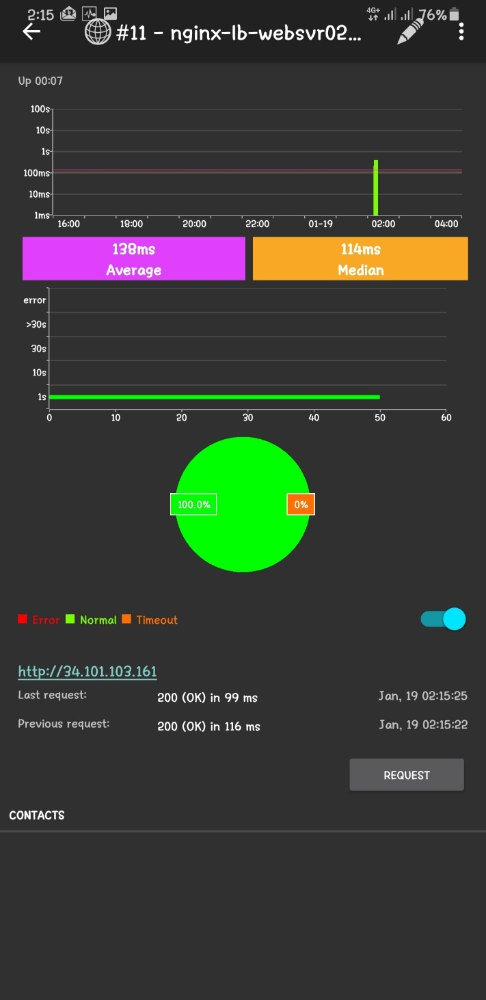 2:15 4G+ 76%
#11 - nginx-lb-websvr02...
Up 00:07
100s
10s
1s
100ms
10ms
1ms
16:00 18:00 20:00 22:00 01-19 02:00 04:00
138ms
Average
114ms
Median
error
>30s
30s
10s
1s
0 10 20 30 40 50 60
100.0% 0%
Error Normal Timeout
http://34.101.103.161
Last request: 200 (OK) in 99 ms Jan, 19 02:15:25
Previous request: 200 (OK) in 116 ms Jan, 19 02:15:22
REQUEST
CONTACTS